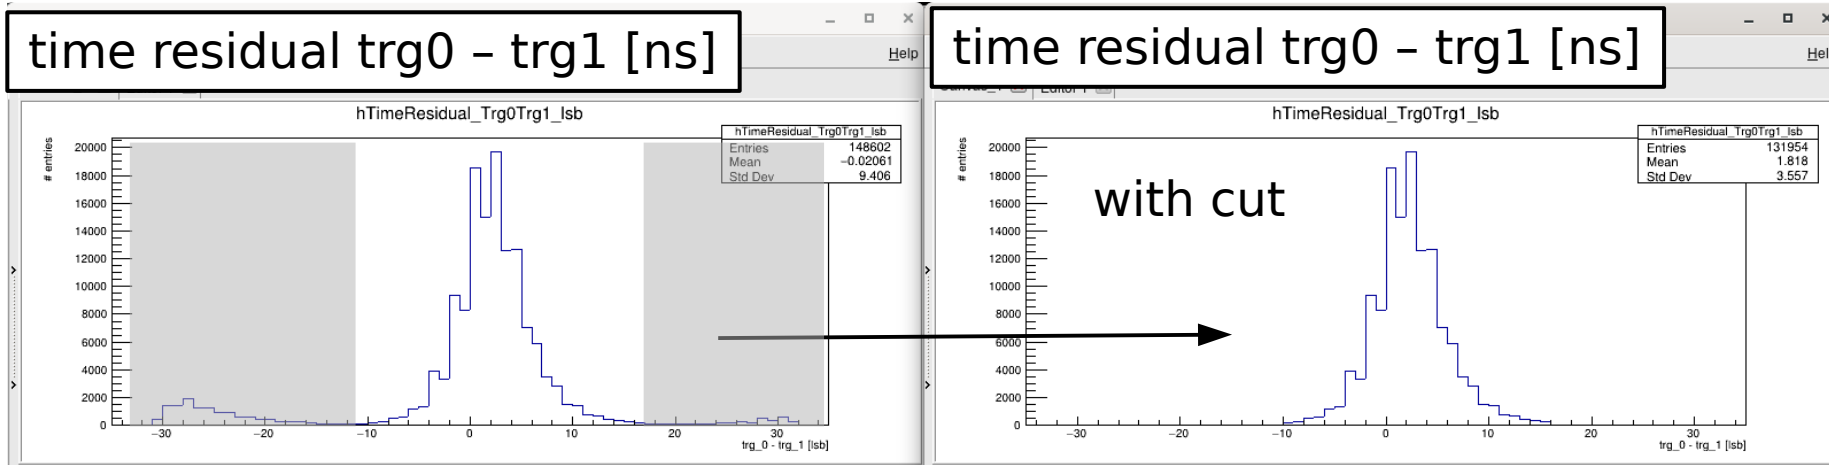 time residual trg0 – trg1 [ns]
Help
hTimeResidual_Trg0Trg1_lsb
# entries
hTimeResidual_Trg0Trg1_lsb
Entries 148602
Mean −0.02061
Std Dev 9.406
20000
18000
16000
14000
12000
10000
8000
6000
4000
2000
0
−30 −20 −10 0 10 20 30
trg_0 - trg_1 [lsb]
time residual trg0 – trg1 [ns]
Hel
hTimeResidual_Trg0Trg1_lsb
# entries
hTimeResidual_Trg0Trg1_lsb
Entries 131954
Mean 1.818
Std Dev 3.557
with cut
20000
18000
16000
14000
12000
10000
8000
6000
4000
2000
0
−30 −20 −10 0 10 20 30
trg_0 - trg_1 [lsb]